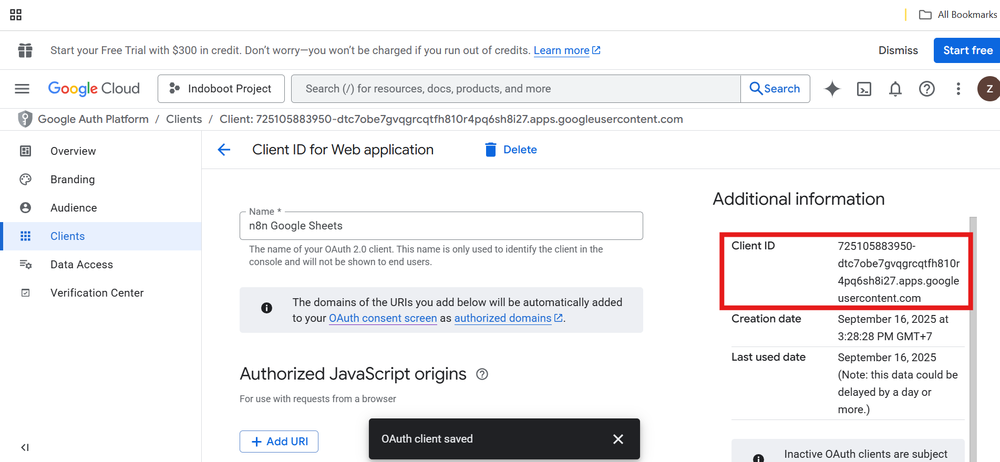 All Bookmarks
Start your Free Trial with $300 in credit. Don’t worry—you won’t be charged if you run out of credits. Learn more
Dismiss
Start free
Google Cloud
Indoboot Project
Search (/) for resources, docs, products, and more
Search
Z
Google Auth Platform / Clients / Client: 725105883950-dtc7obe7gvqgrcqtfh810r4pq6sh8i27.apps.googleusercontent.com
Overview
Branding
Audience
Clients
Data Access
Verification Center
Client ID for Web application
Delete
Name *
n8n Google Sheets
The name of your OAuth 2.0 client. This name is only used to identify the client in the
console and will not be shown to end users.
The domains of the URIs you add below will be automatically added
to your OAuth consent screen as authorized domains.
Authorized JavaScript origins
For use with requests from a browser
+ Add URI
OAuth client saved
Additional information
Client ID
725105883950-
dtc7obe7gvqgrcqtfh810r
4pq6sh8i27.apps.google
usercontent.com
Creation date
September 16, 2025 at
3:28:28 PM GMT+7
Last used date
September 16, 2025
(Note: this data could be
delayed by a day or
more.)
Inactive OAuth clients are subject